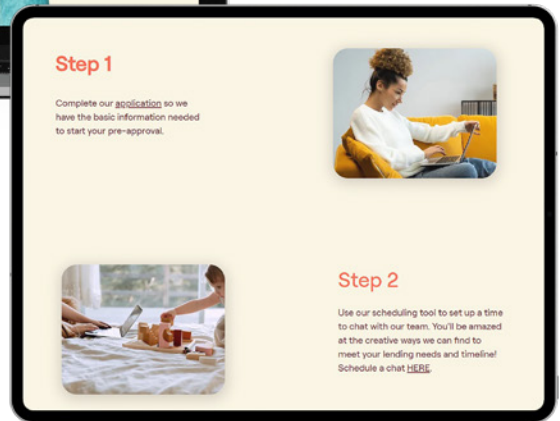 Step 1
Complete our application so we
have the basic information needed
to start your pre-approval.
Step 2
Use our scheduling tool to set up a time
to chat with our team. You'll be amazed
at the creative ways we can find to
meet your lending needs and timeline!
Schedule a chat HERE.